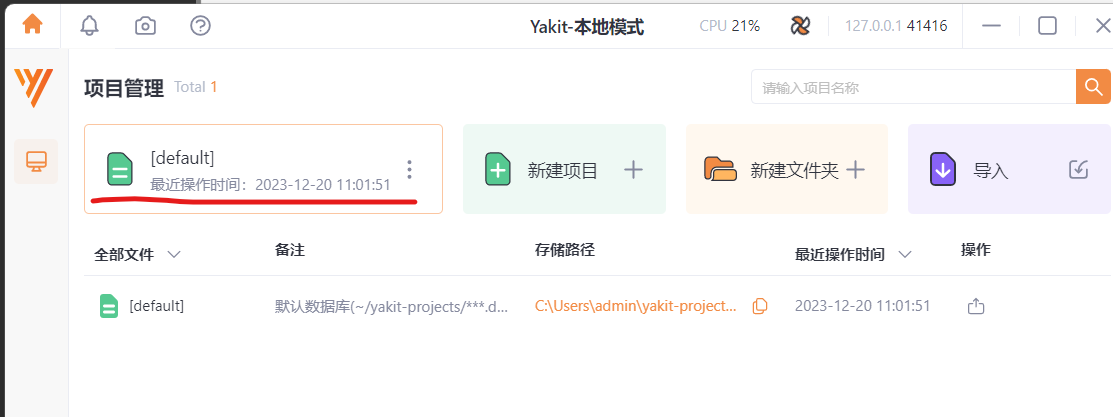 Yakit-本地模式
CPU 21%
127.0.0.1 41416
项目管理 Total 1
请输入项目名称
[default]
最近操作时间：2023-12-20 11:01:51
新建项目
新建文件夹
导入
全部文件 备注 存储路径 最近操作时间 操作
[default] 默认数据库(~/yakit-projects/***.d... C:\Users\admin\yakit-project... 2023-12-20 11:01:51